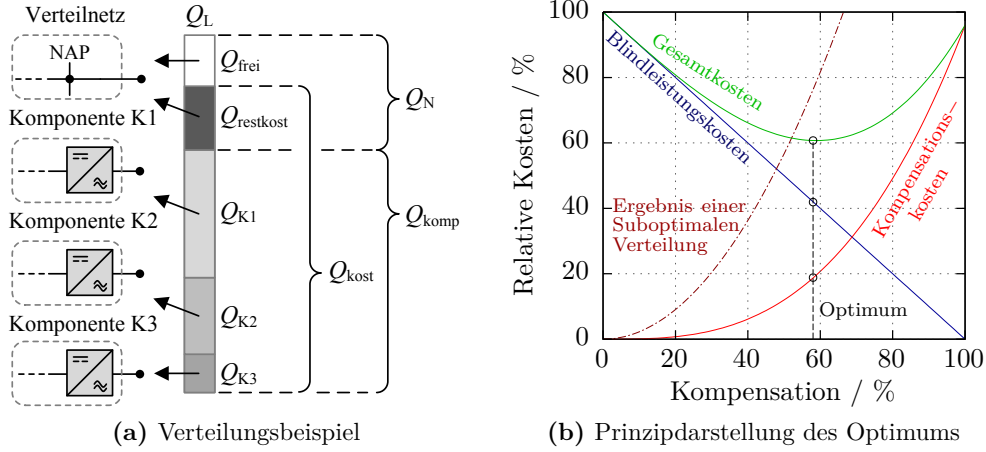 Verteilnetz
Q_L
NAP
Q_frei
Q_N
Komponente K1
Q_restkost
Q_K1
Q_komp
Komponente K2
Q_kost
Q_K2
Komponente K3
Q_K3
(a) Verteilungsbeispiel
Relative Kosten / %
100
80
60
40
20
0
Gesamtkosten
Blindleistungskosten
Ergebnis einer
Suboptimalen
Verteilung
Kompensations–
kosten
Optimum
0 20 40 60 80 100
Kompensation / %
(b) Prinzipdarstellung des Optimums